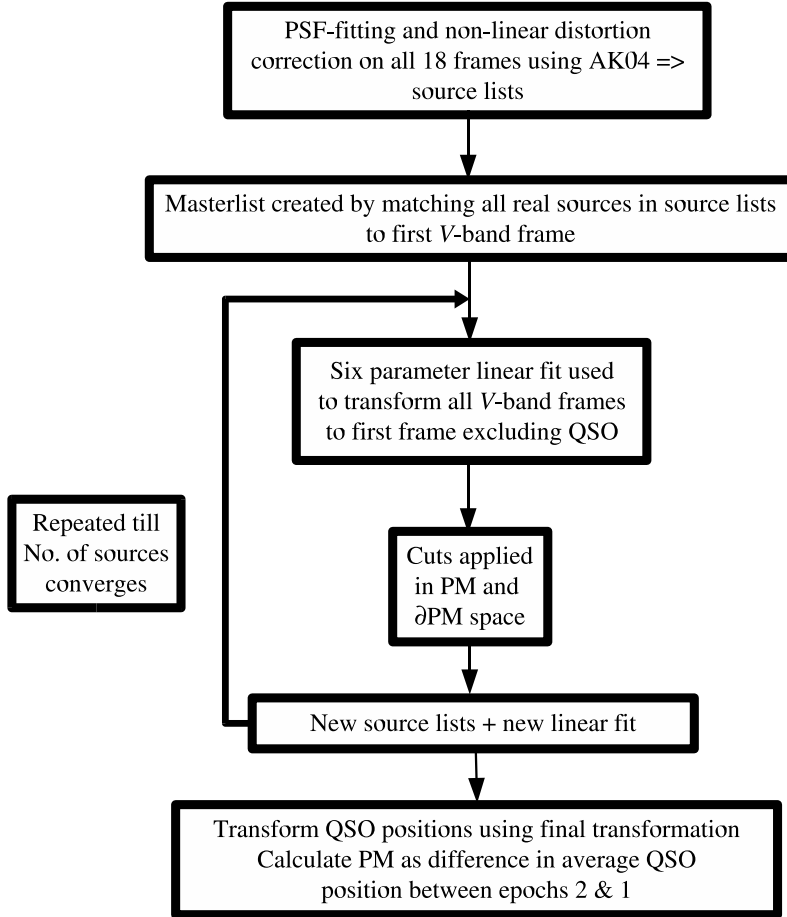 PSF-fitting and non-linear distortion
correction on all 18 frames using AK04 =>
source lists
Masterlist created by matching all real sources in source lists
to first V-band frame
Six parameter linear fit used
to transform all V-band frames
to first frame excluding QSO
Repeated till
No. of sources
converges
Cuts applied
in PM and
∂PM space
New source lists + new linear fit
Transform QSO positions using final transformation
Calculate PM as difference in average QSO
position between epochs 2 & 1